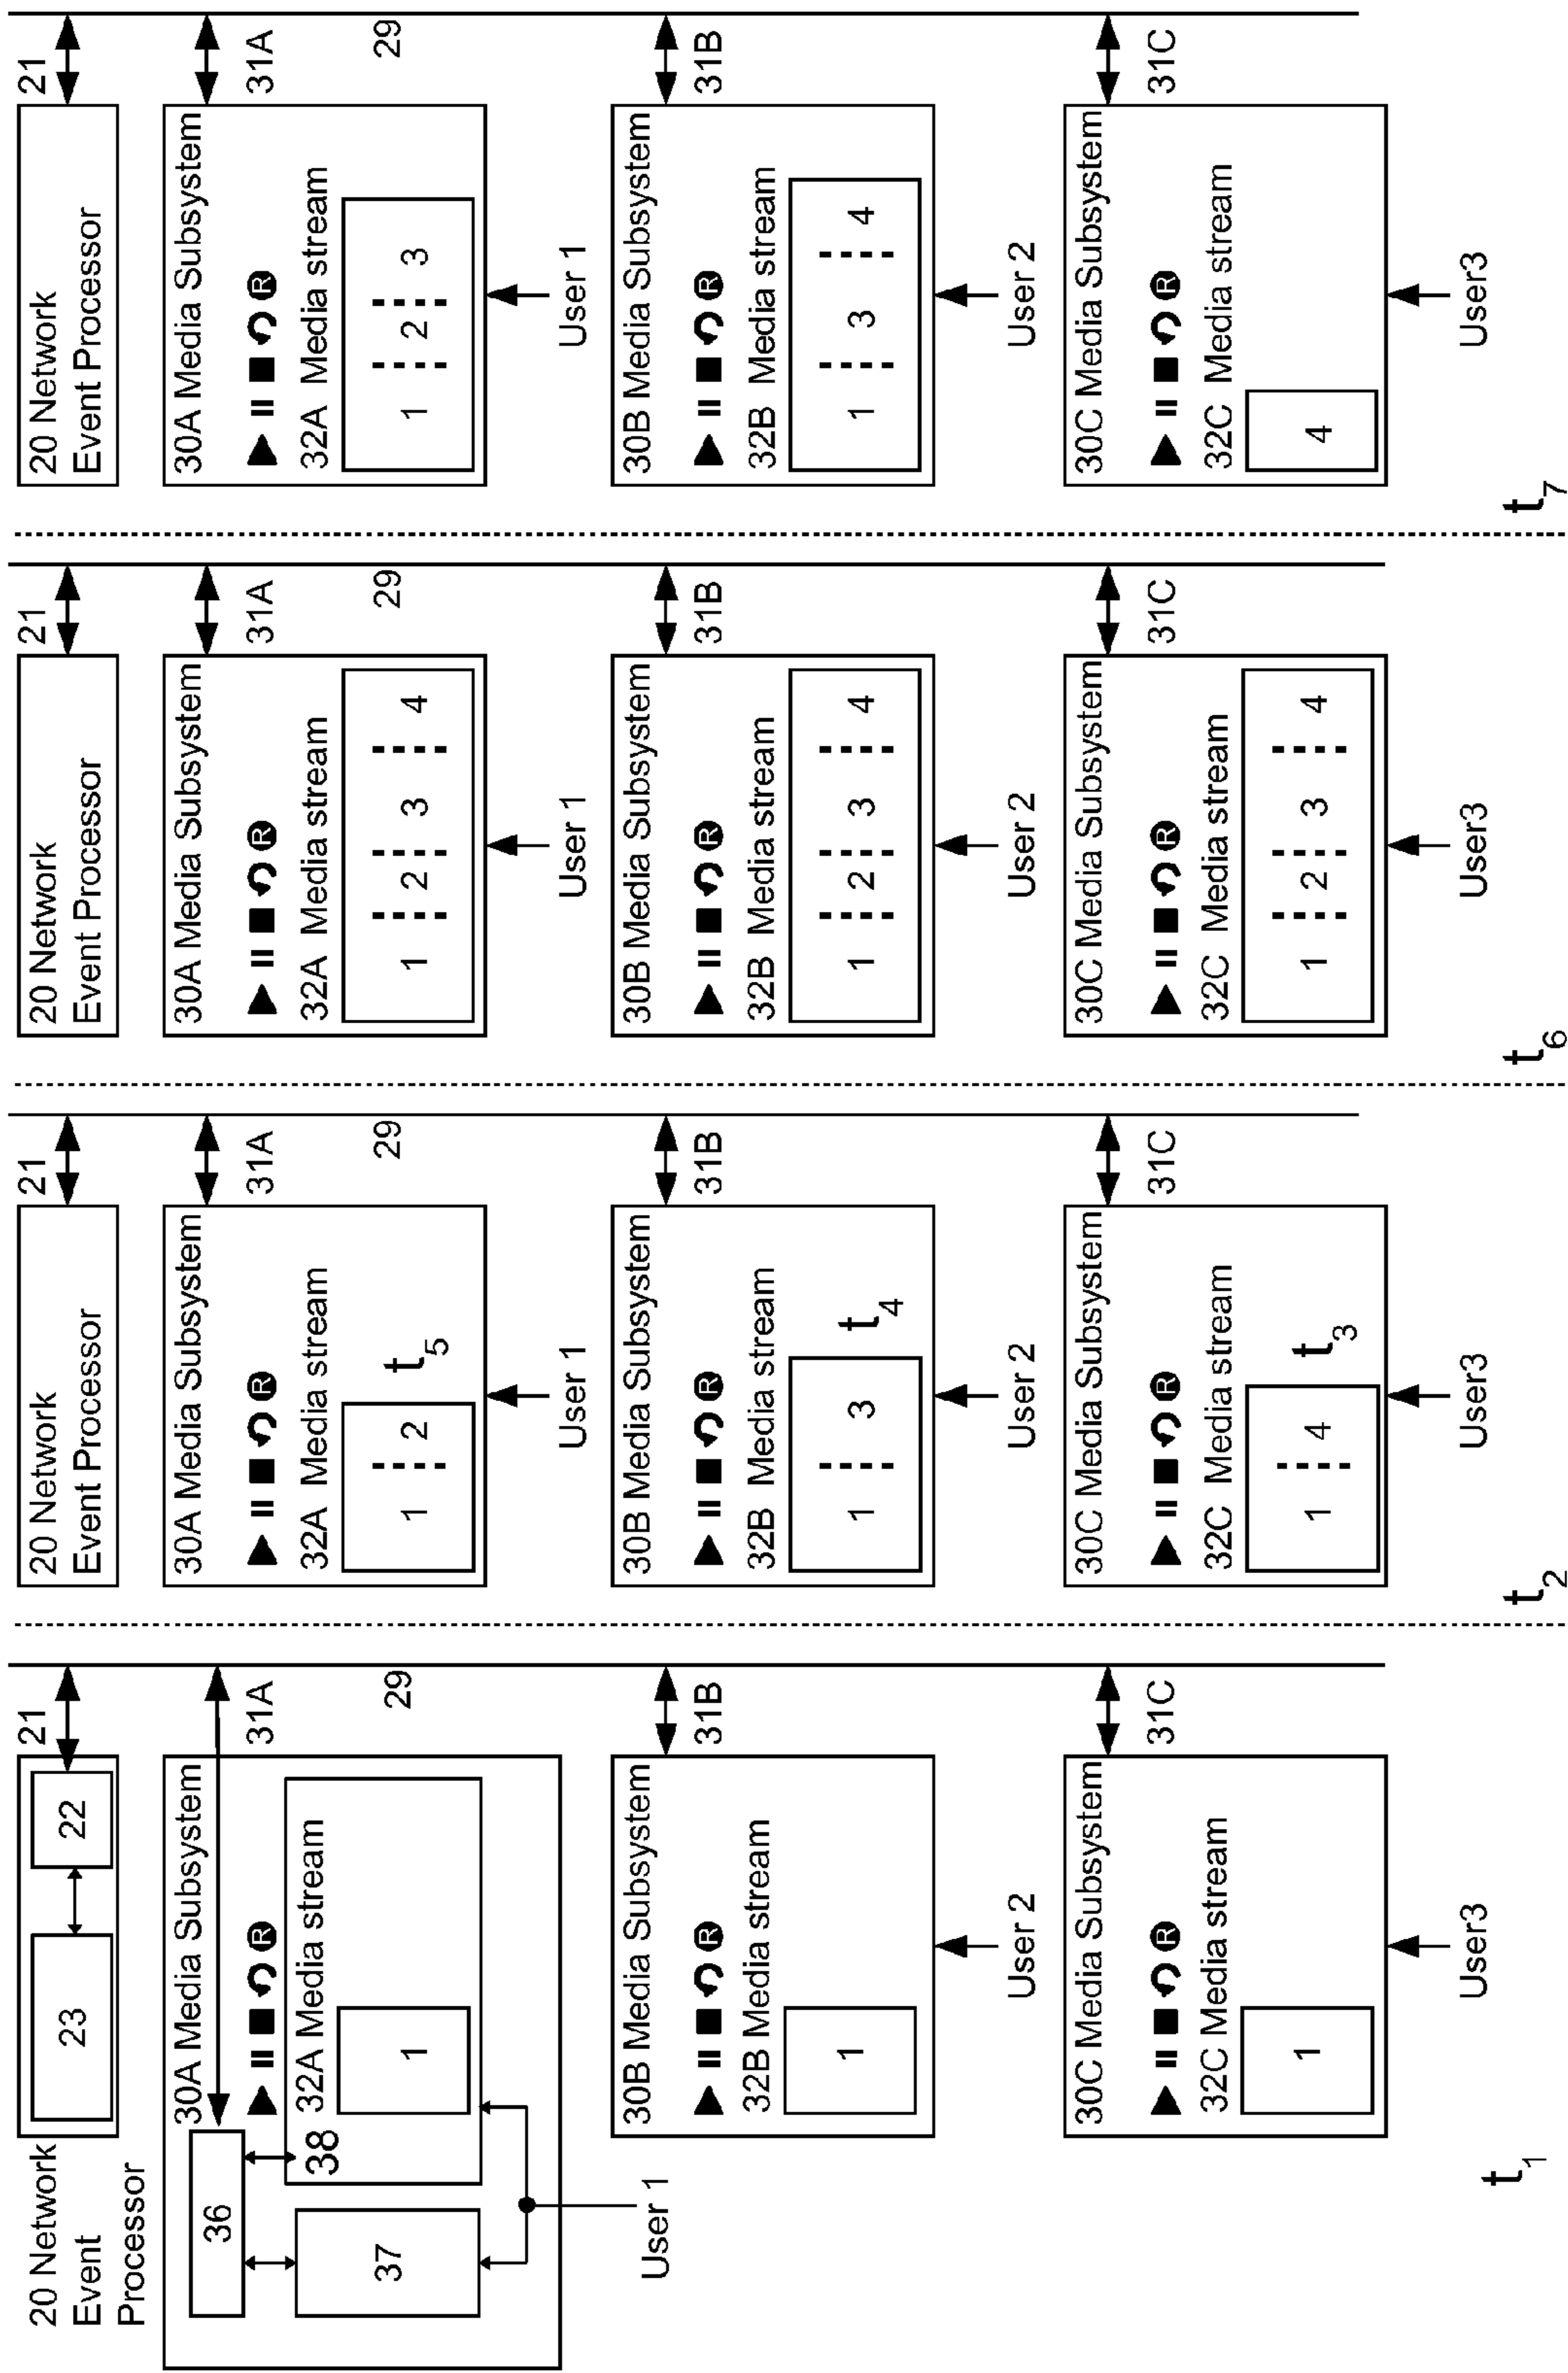 20 Network
Event
Processor
23
22
21
30A Media Subsystem
31A
36
®
38
32A Media stream
1
37
29
User 1
30B Media Subsystem
31B
®
32B Media stream
1
User 2
30C Media Subsystem
31C
®
32C Media stream
1
User3
t1
20 Network
Event Processor
21
30A Media Subsystem
31A
®
32A Media stream
1 2
t5
29
User 1
30B Media Subsystem
31B
®
32B Media stream
1 3
t4
User 2
30C Media Subsystem
31C
®
32C Media stream
1 4
t3
User3
t2
20 Network
Event Processor
21
30A Media Subsystem
31A
®
32A Media stream
29
1 2 3 4
User 1
30B Media Subsystem
31B
®
32B Media stream
1 2 3 4
User 2
30C Media Subsystem
31C
®
32C Media stream
1 2 3 4
User3
t6
20 Network
Event Processor
21
30A Media Subsystem
31A
®
32A Media stream
29
1 2 3
User 1
30B Media Subsystem
31B
®
32B Media stream
1 3 4
User 2
30C Media Subsystem
31C
®
32C Media stream
4
User3
t7